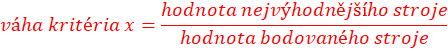 váha kritéria x = hodnota nejvýhodnějšího stroje / hodnota bodovaného stroje